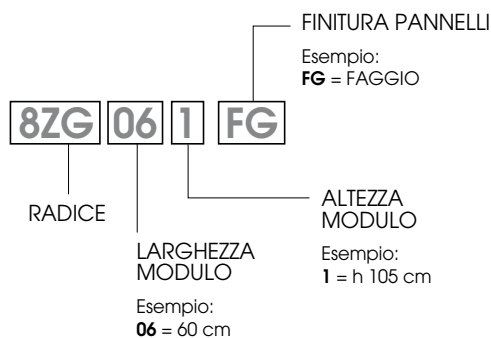 FINITURA PANNELLI
Esempio:
FG = FAGGIO
8ZG 06 1 FG
RADICE
LARGHEZZA
MODULO
Esempio:
06 = 60 cm
ALTEZZA
MODULO
Esempio:
1 = h 105 cm